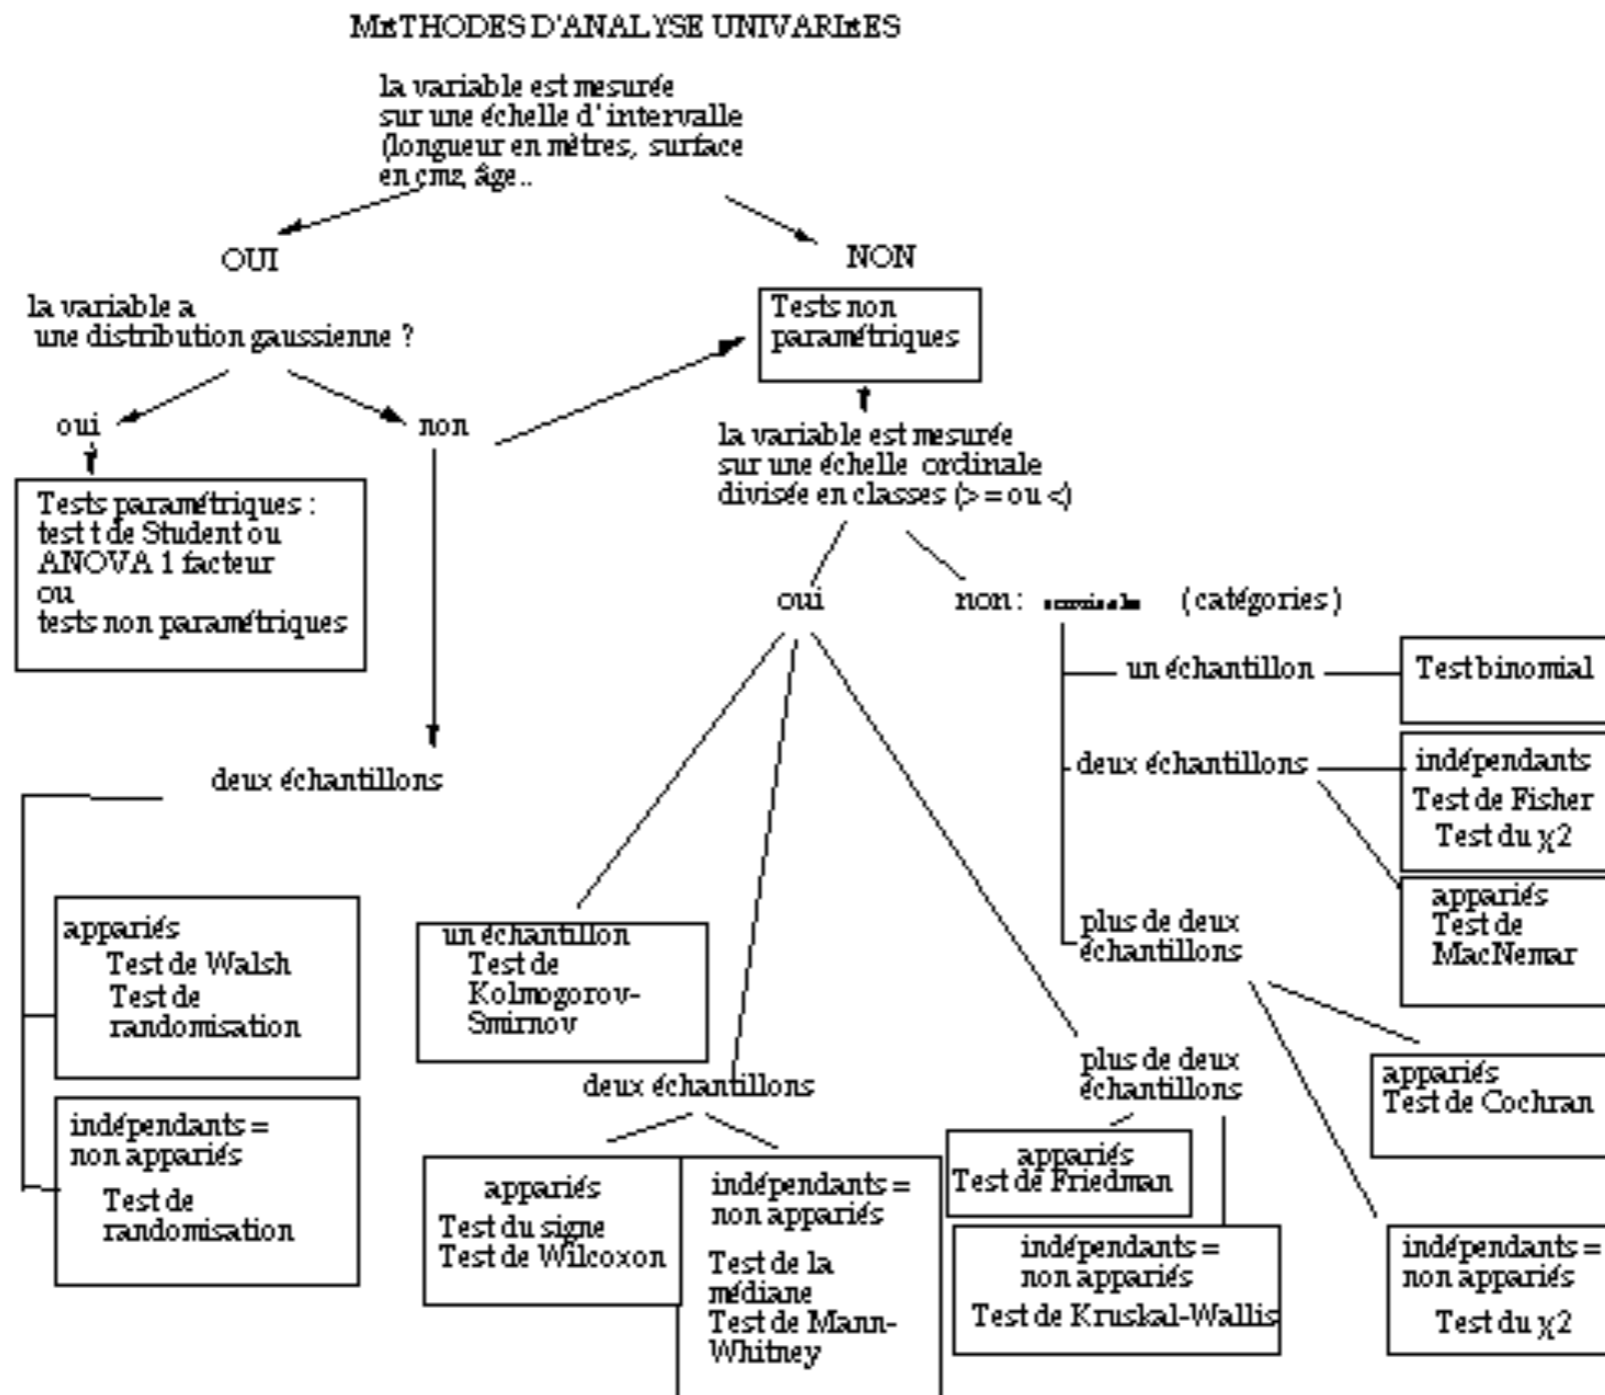 MéTHODES D'ANALYSE UNIVARIéES
la variable est mesurée
sur une échelle d'intervalle
(longueur en mètres, surface
en cm2, âge..
OUI
NON
la variable a
une distribution gaussienne ?
Tests non
paramétriques
oui
non
la variable est mesurée
sur une échelle ordinale
divisée en classes (> = ou <)
Tests paramétriques :
test t de Student ou
ANOVA 1 facteur
ou
tests non paramétriques
oui
non : (catégories)
un échantillon
Test binomial
deux échantillons
indépendants
Test de Fisher
Test du χ2
appariés
Test de
MacNemar
plus de deux
échantillons
appariés
Test de Cochran
indépendants =
non appariés
Test du χ2
deux échantillons
appariés
Test de Walsh
Test de
randomisation
indépendants =
non appariés
Test de
randomisation
un échantillon
Test de
Kolmogorov-
Smirnov
deux échantillons
appariés
Test du signe
Test de Wilcoxon
indépendants =
non appariés
Test de la
médiane
Test de Mann-
Whitney
plus de deux
échantillons
appariés
Test de Friedman
indépendants =
non appariés
Test de Kruskal-Wallis